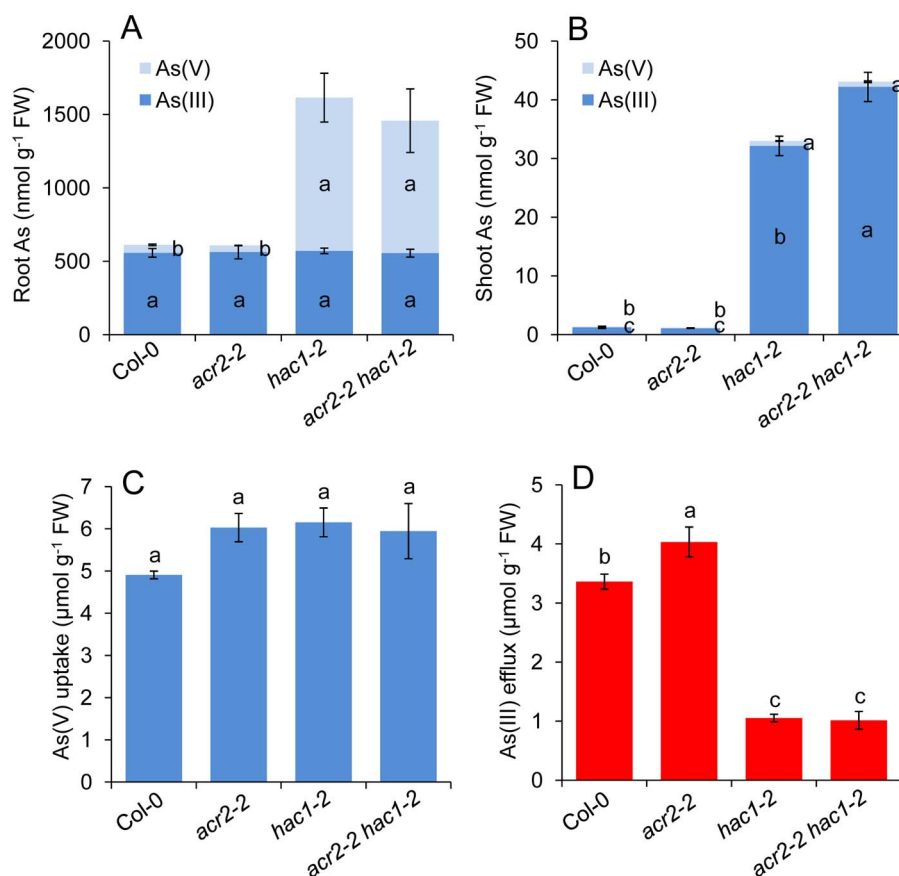 A
Root As (nmol g⁻¹ FW)
2000
1500
1000
500
0
As(V)
As(III)
b
a
b
a
a
a
a
a
Col-0
acr2-2
hac1-2
acr2-2 hac1-2
B
Shoot As (nmol g⁻¹ FW)
50
40
30
20
10
0
As(V)
As(III)
b
c
b
c
a
b
a
a
Col-0
acr2-2
hac1-2
acr2-2 hac1-2
C
As(V) uptake (μmol g⁻¹ FW)
7
6
5
4
3
2
1
0
a
a
a
a
Col-0
acr2-2
hac1-2
acr2-2 hac1-2
D
As(III) efflux (μmol g⁻¹ FW)
5
4
3
2
1
0
b
a
c
c
Col-0
acr2-2
hac1-2
acr2-2 hac1-2